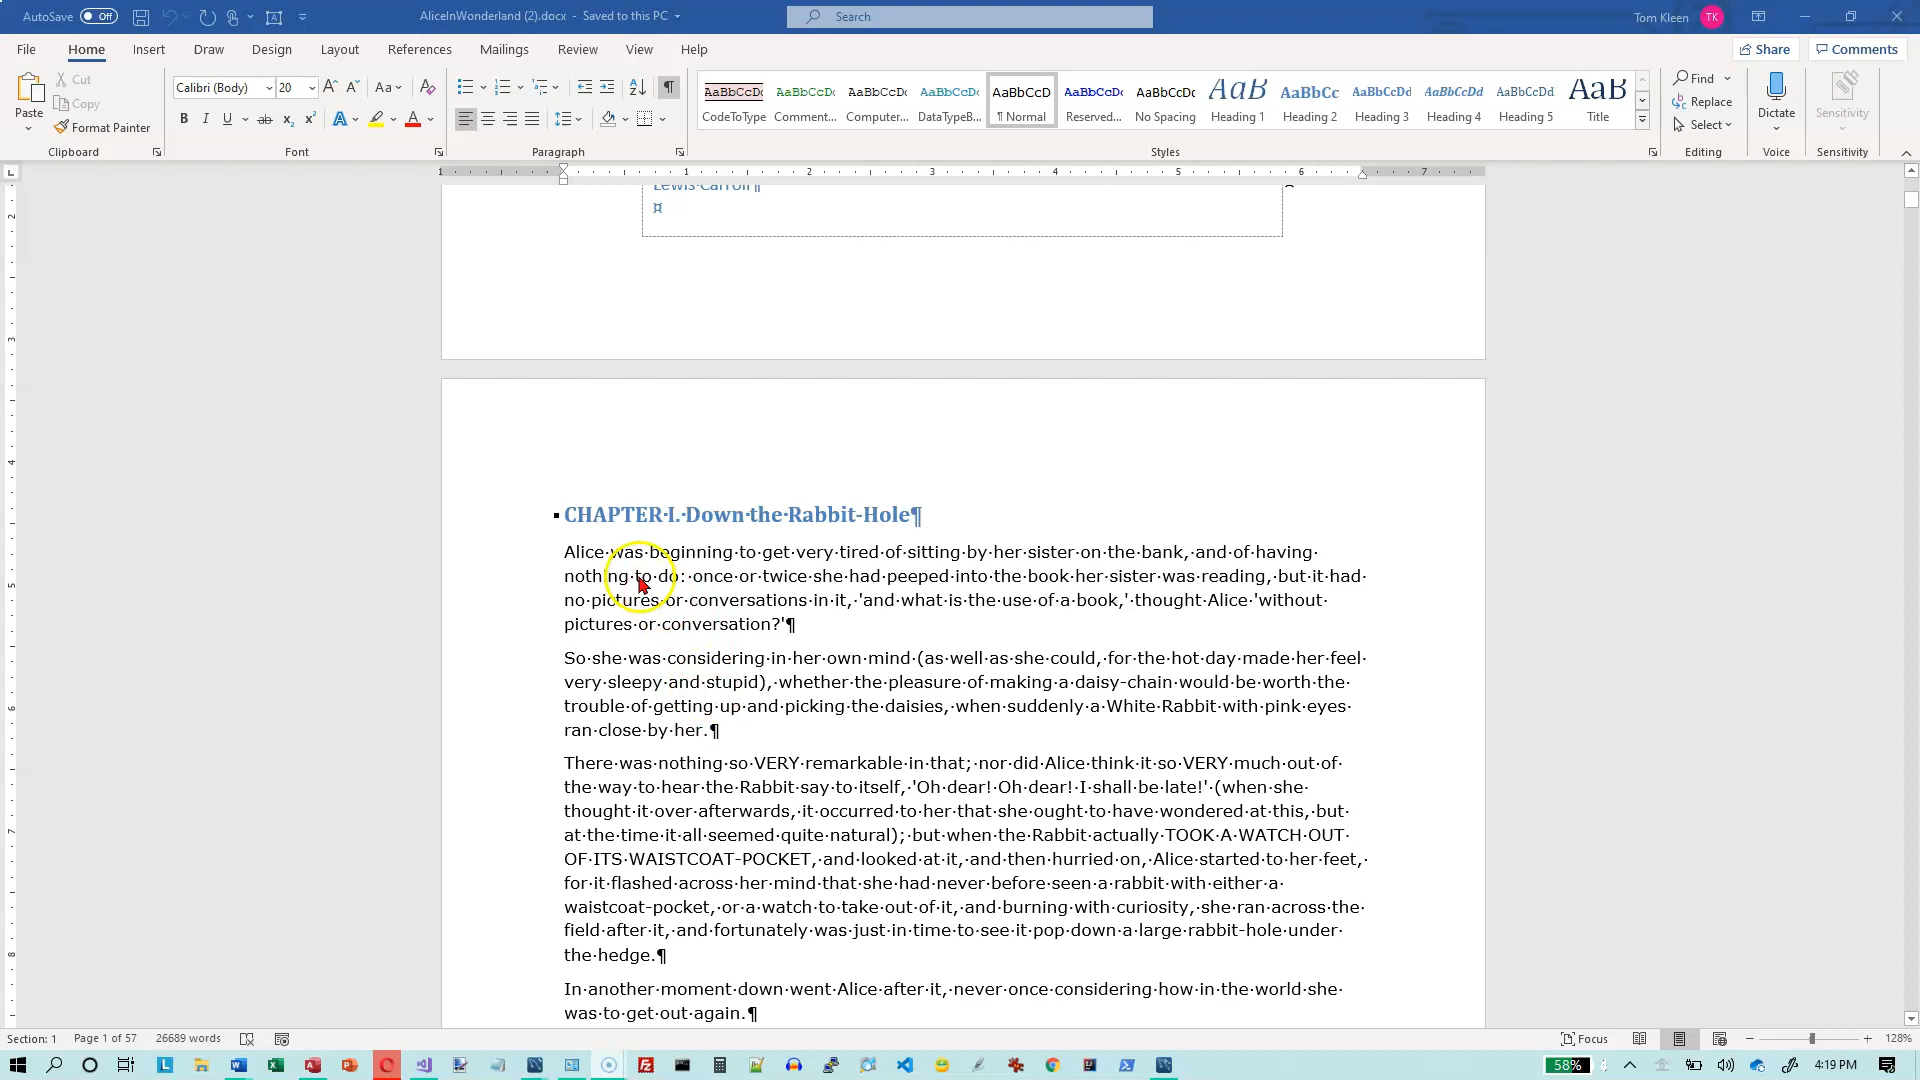 AutoSave Off AliceInWonderland (2).docx - Saved to this PC Search Tom Kleen TK
File Home Insert Draw Design Layout References Mailings Review View Help Share Comments
Paste Cut Copy Format Painter Clipboard
Calibri (Body) 20 Font
Paragraph
AaBbCcDc AaBbCcDc AaBbCcDc AaBbCcDc AaBbCcD AaBbCcDc AaBbCcDc AaB AaBbCc AaBbCcDd AaBbCcDd AaBbCcDd AaB
CodeToType Comment... Computer... DataTypeB... ¶ Normal Reserved... No Spacing Heading 1 Heading 2 Heading 3 Heading 4 Heading 5 Title
Styles
Find Replace Select Editing
Dictate Voice
Sensitivity Sensitivity
1 1 2 3 4 5 6 7
Lewis·Carroll¶
¤
CHAPTER·I.·Down·the·Rabbit-Hole¶
Alice·was·beginning·to·get·very·tired·of·sitting·by·her·sister·on·the·bank,·and·of·having·
nothing·to·do:·once·or·twice·she·had·peeped·into·the·book·her·sister·was·reading,·but·it·had·
no·pictures·or·conversations·in·it,·'and·what·is·the·use·of·a·book,'·thought·Alice·'without·
pictures·or·conversation?'¶
So·she·was·considering·in·her·own·mind·(as·well·as·she·could,·for·the·hot·day·made·her·feel·
very·sleepy·and·stupid),·whether·the·pleasure·of·making·a·daisy-chain·would·be·worth·the·
trouble·of·getting·up·and·picking·the·daisies,·when·suddenly·a·White·Rabbit·with·pink·eyes·
ran·close·by·her.¶
There·was·nothing·so·VERY·remarkable·in·that;·nor·did·Alice·think·it·so·VERY·much·out·of·
the·way·to·hear·the·Rabbit·say·to·itself,·'Oh·dear!·Oh·dear!·I·shall·be·late!'·(when·she·
thought·it·over·afterwards,·it·occurred·to·her·that·she·ought·to·have·wondered·at·this,·but·
at·the·time·it·all·seemed·quite·natural);·but·when·the·Rabbit·actually·TOOK·A·WATCH·OUT·
OF·ITS·WAISTCOAT-POCKET,·and·looked·at·it,·and·then·hurried·on,·Alice·started·to·her·feet,·
for·it·flashed·across·her·mind·that·she·had·never·before·seen·a·rabbit·with·either·a·
waistcoat-pocket,·or·a·watch·to·take·out·of·it,·and·burning·with·curiosity,·she·ran·across·the·
field·after·it,·and·fortunately·was·just·in·time·to·see·it·pop·down·a·large·rabbit-hole·under·
the·hedge.¶
In·another·moment·down·went·Alice·after·it,·never·once·considering·how·in·the·world·she·
was·to·get·out·again.¶
Section: 1 Page 1 of 57 26689 words Focus 128%
58% 4:19 PM